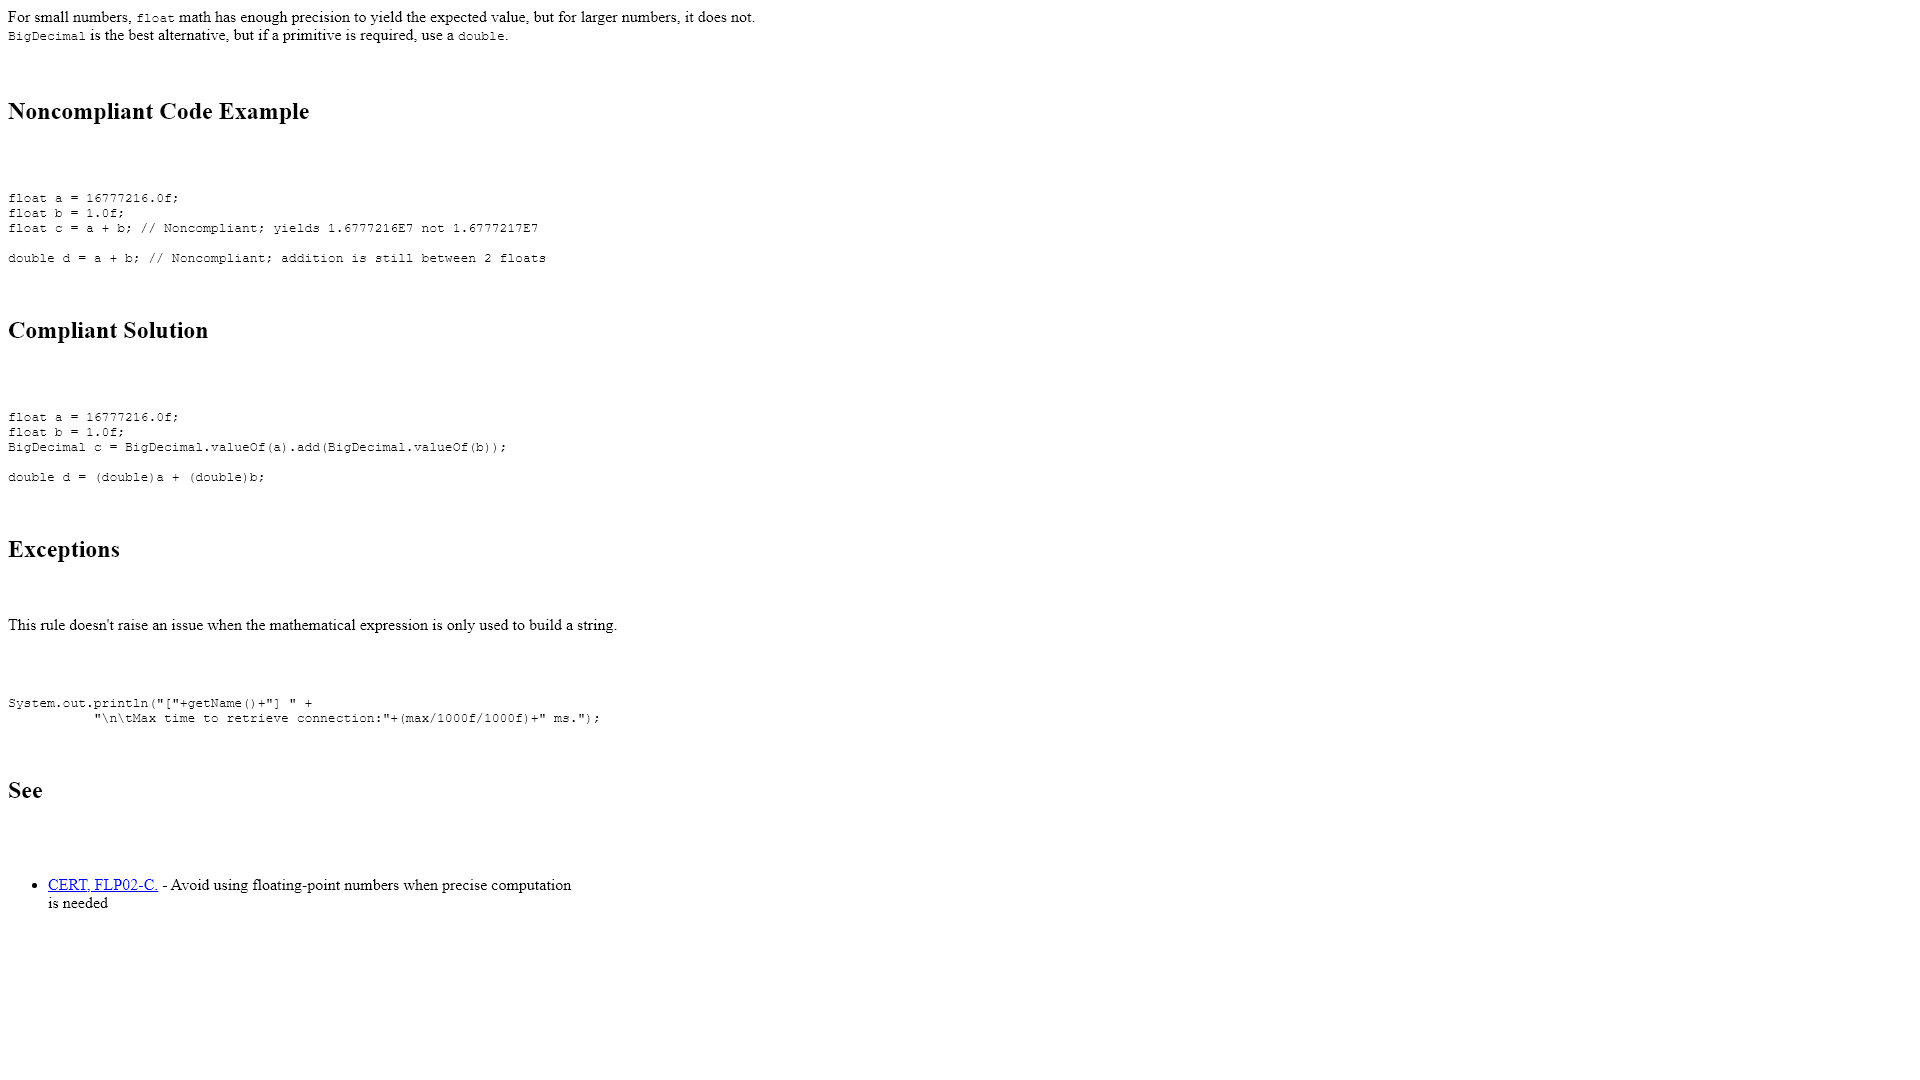 For small numbers, float math has enough precision to yield the expected value, but for larger numbers, it does not.
BigDecimal is the best alternative, but if a primitive is required, use a double.
Noncompliant Code Example
float a = 16777216.0f;
float b = 1.0f;
float c = a + b; // Noncompliant; yields 1.6777216E7 not 1.6777217E7
double d = a + b; // Noncompliant; addition is still between 2 floats
Compliant Solution
float a = 16777216.0f;
float b = 1.0f;
BigDecimal c = BigDecimal.valueOf(a).add(BigDecimal.valueOf(b));
double d = (double)a + (double)b;
Exceptions
This rule doesn't raise an issue when the mathematical expression is only used to build a string.
System.out.println("["+getName()+"] " +
           "\n\tMax time to retrieve connection:"+(max/1000f/1000f)+" ms.");
See
• CERT, FLP02-C. - Avoid using floating-point numbers when precise computation
is needed